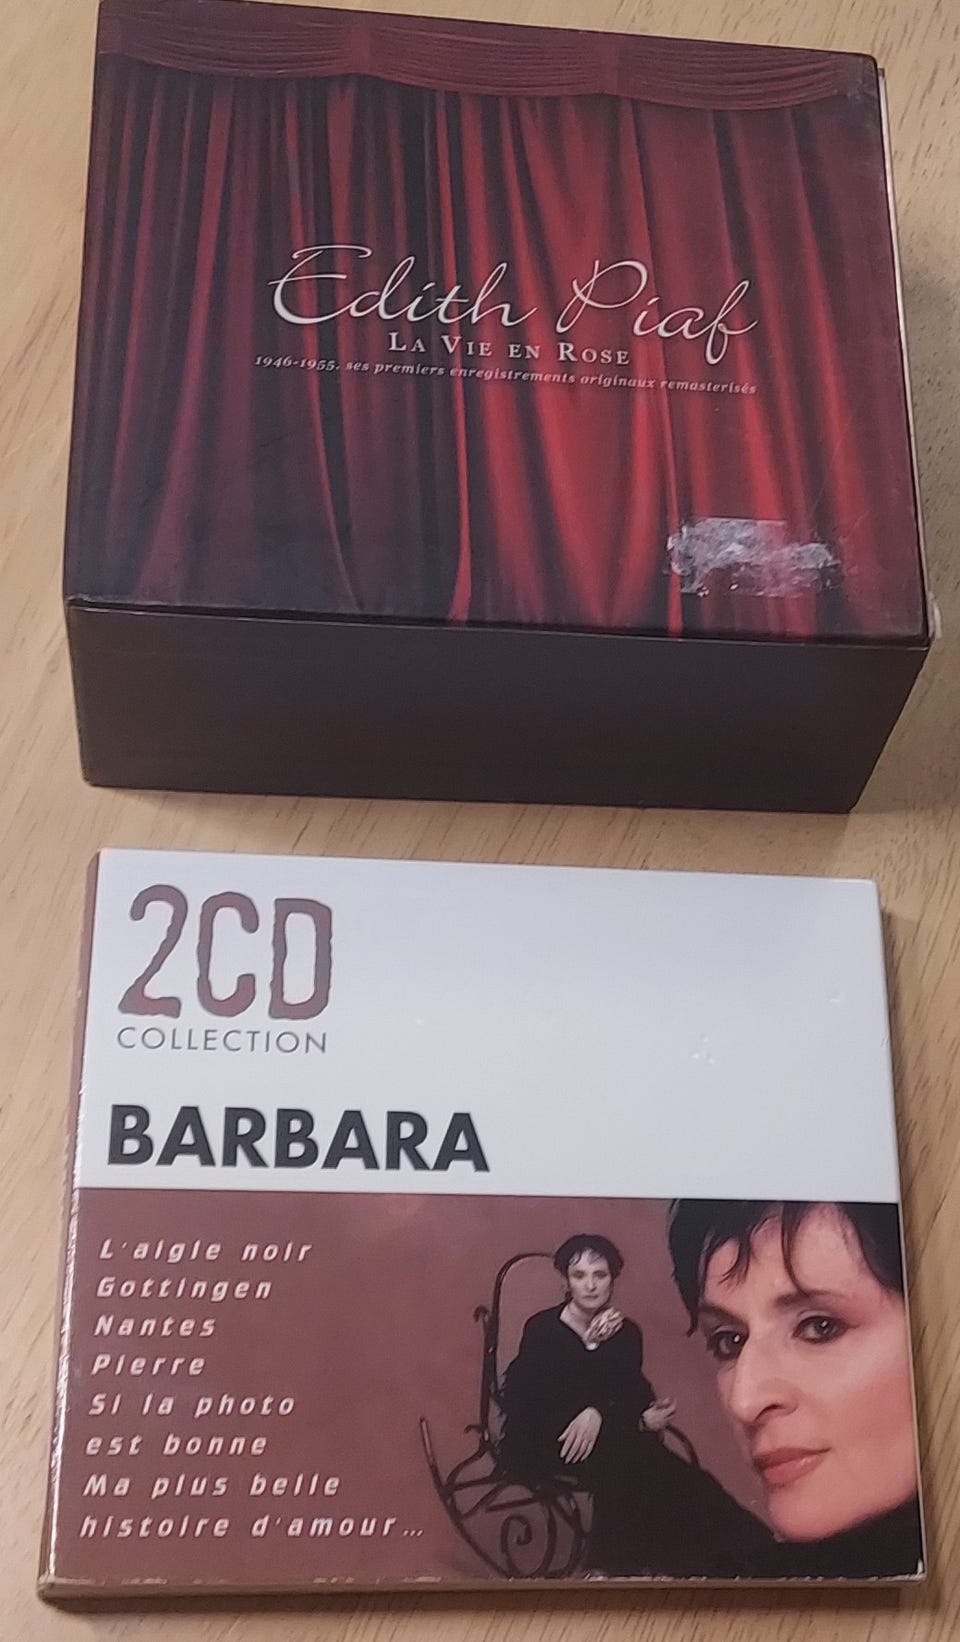 Edith Piaf
LA VIE EN ROSE
1946-1955, ses premiers enregistrements originaux remasterisés
2CD
COLLECTION
BARBARA
L'aigle noir
Gottingen
Nantes
Pierre
Si la photo
est bonne
Ma plus belle
histoire d'amour...